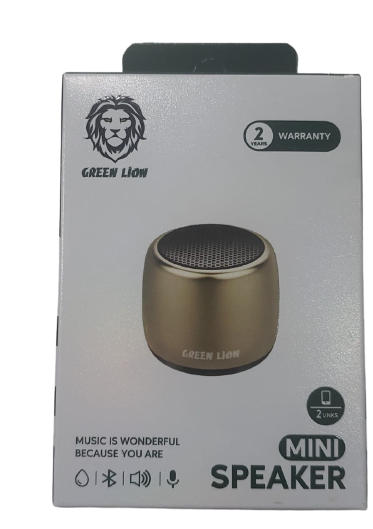 GREEN LION
2
YEARS
WARRANTY
GREEN LION
2 LINKS
MUSIC IS WONDERFUL
BECAUSE YOU ARE
MINI
SPEAKER